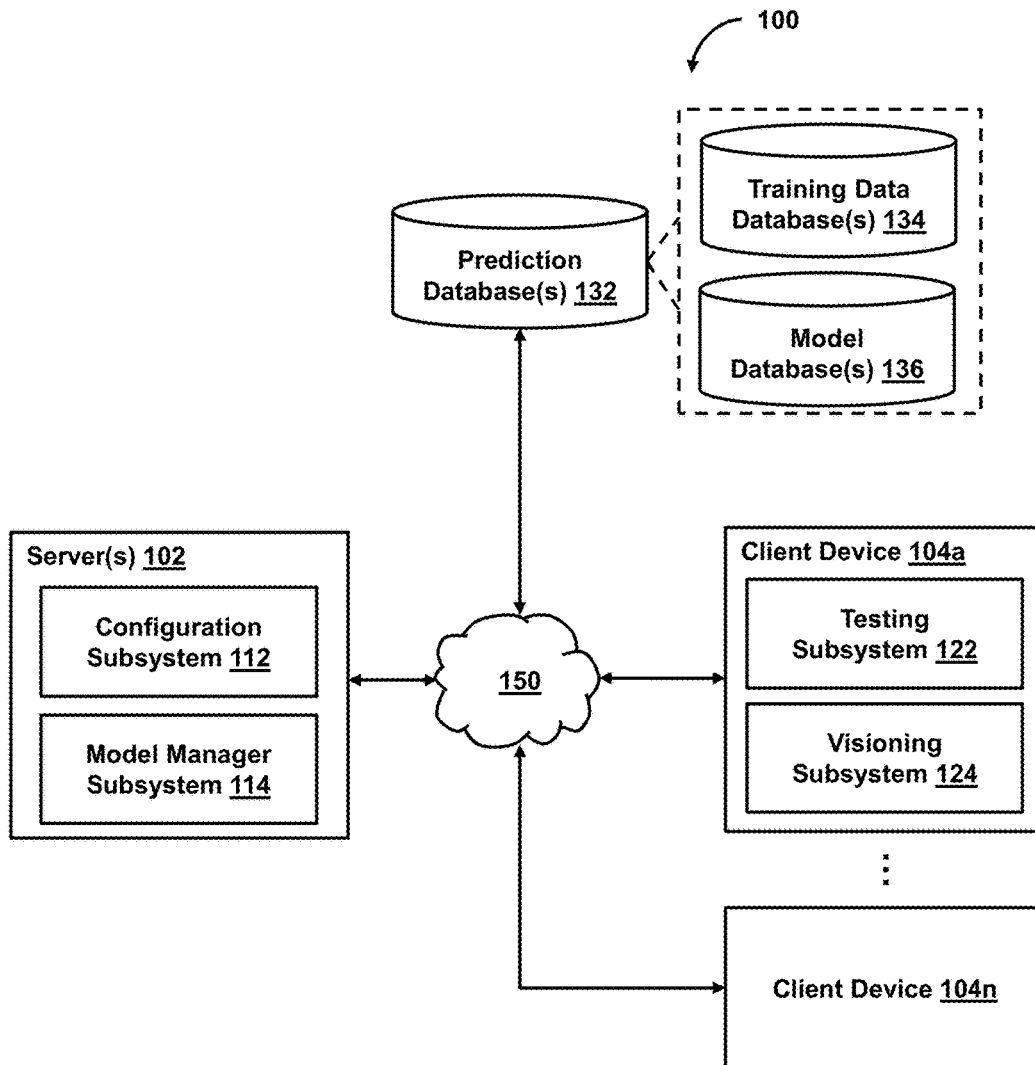 100
Training Data
Database(s) 134
Prediction
Database(s) 132
Model
Database(s) 136
Server(s) 102
Configuration
Subsystem 112
Model Manager
Subsystem 114
150
Client Device 104a
Testing
Subsystem 122
Visioning
Subsystem 124
Client Device 104n